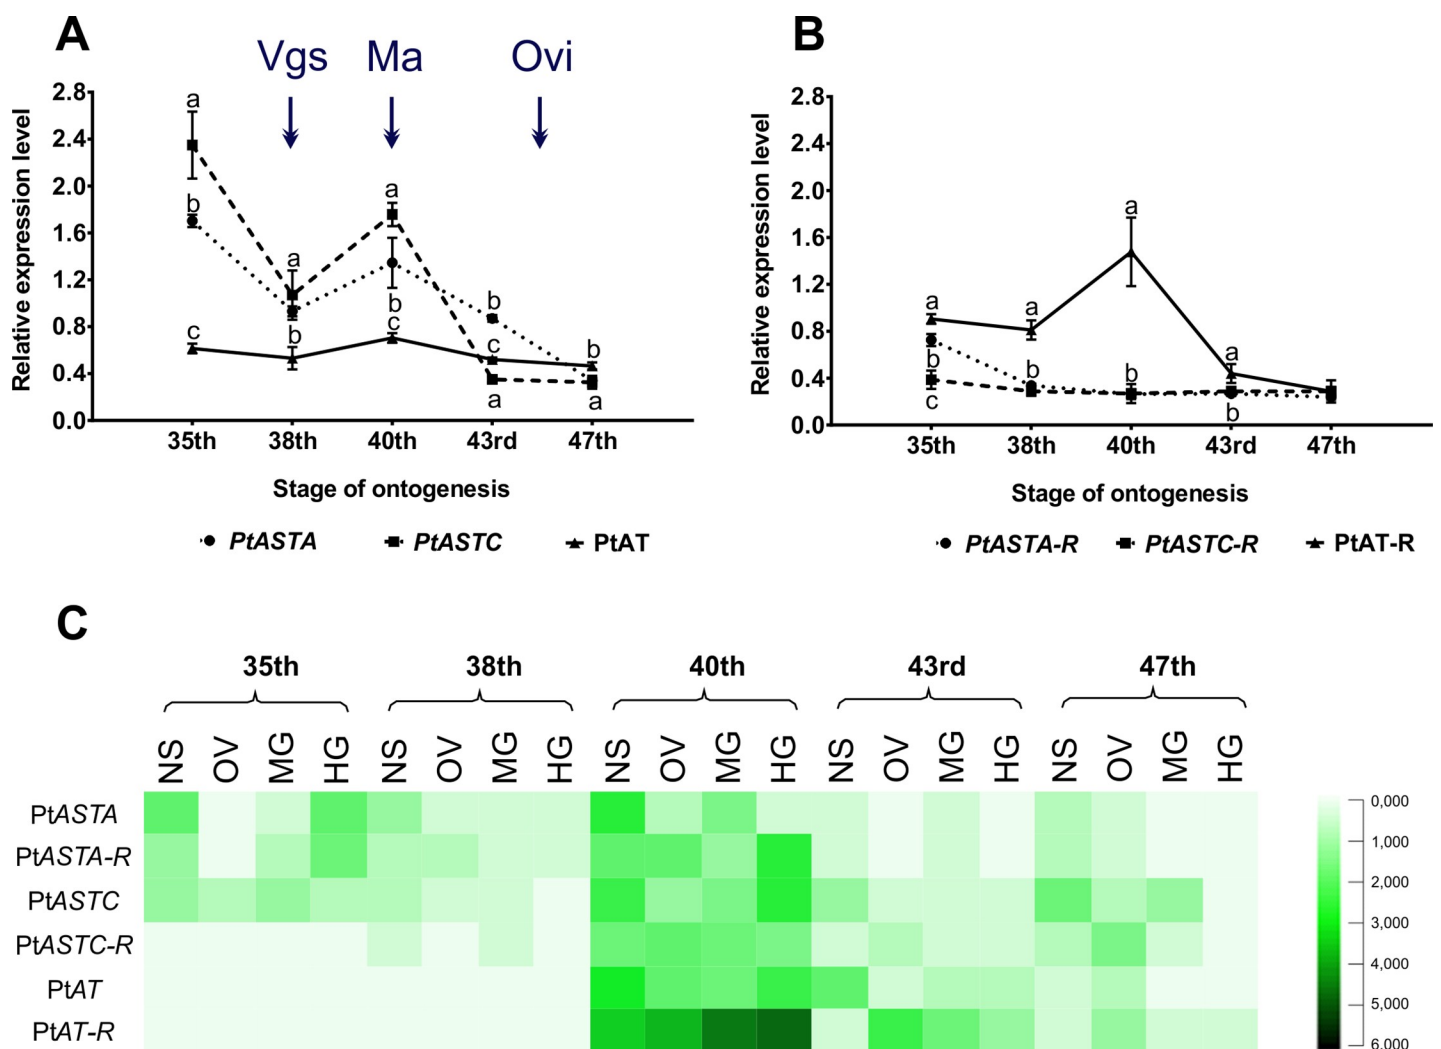 A
B
Vgs Ma Ovi
Relative expression level
2.8
2.4
2.0
1.6
1.2
0.8
0.4
0.0
a
b
c
a
b
a
b
c
b
c
a
b
a
35th 38th 40th 43rd 47th
Stage of ontogenesis
PtASTA PtASTC PtAT
Relative expression level
2.8
2.4
2.0
1.6
1.2
0.8
0.4
0.0
a
b
c
a
b
a
b
a
b
35th 38th 40th 43rd 47th
Stage of ontogenesis
PtASTA-R PtASTC-R PtAT-R
C
35th 38th 40th 43rd 47th
NS OV MG HG NS OV MG HG NS OV MG HG NS OV MG HG NS OV MG HG
PtASTA
PtASTA-R
PtASTC
PtASTC-R
PtAT
PtAT-R
0,000
1,000
2,000
3,000
4,000
5,000
6,000